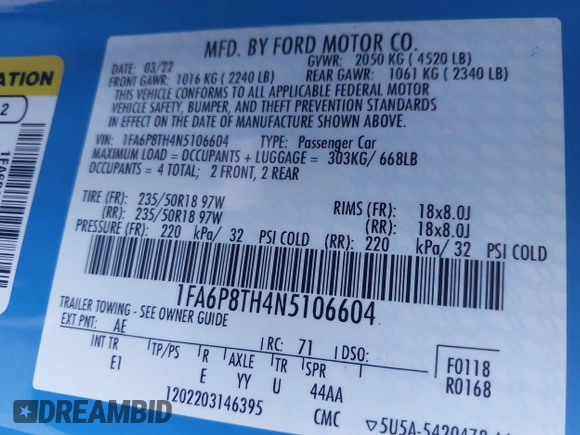 MFD. BY FORD MOTOR CO.
DATE: 03/22 GVWR: 2050 KG (4520 LB)
FRONT GAWR: 1016 KG (2240 LB) REAR GAWR: 1061 KG (2340 LB)
THIS VEHICLE CONFORMS TO ALL APPLICABLE FEDERAL MOTOR
VEHICLE SAFETY, BUMPER, AND THEFT PREVENTION STANDARDS
IN EFFECT ON THE DATE OF MANUFACTURE SHOWN ABOVE.
VIN: 1FA6P8TH4N5106604 TYPE: Passenger Car
MAXIMUM LOAD = OCCUPANTS + LUGGAGE = 303KG/ 668LB
OCCUPANTS = 4 TOTAL; 2 FRONT, 2 REAR
TIRE (FR): 235/50R18 97W RIMS (FR): 18x8.0J
(RR): 235/50R18 97W (RR): 18x8.0J
PRESSURE (FR): 220 kPa/ 32 PSI COLD (RR): 220 kPa/ 32 PSI COLD
1FA6P8TH4N5106604
TRAILER TOWING - SEE OWNER GUIDE
EXT PNT: AE RC: 71 DSO: F0118
INT TR TP/PS R AXLE TR SPR R0168
E1 E YY U 44AA
1202203146395 CMC 5U5A-5420472
ATION
2
DREAMBID